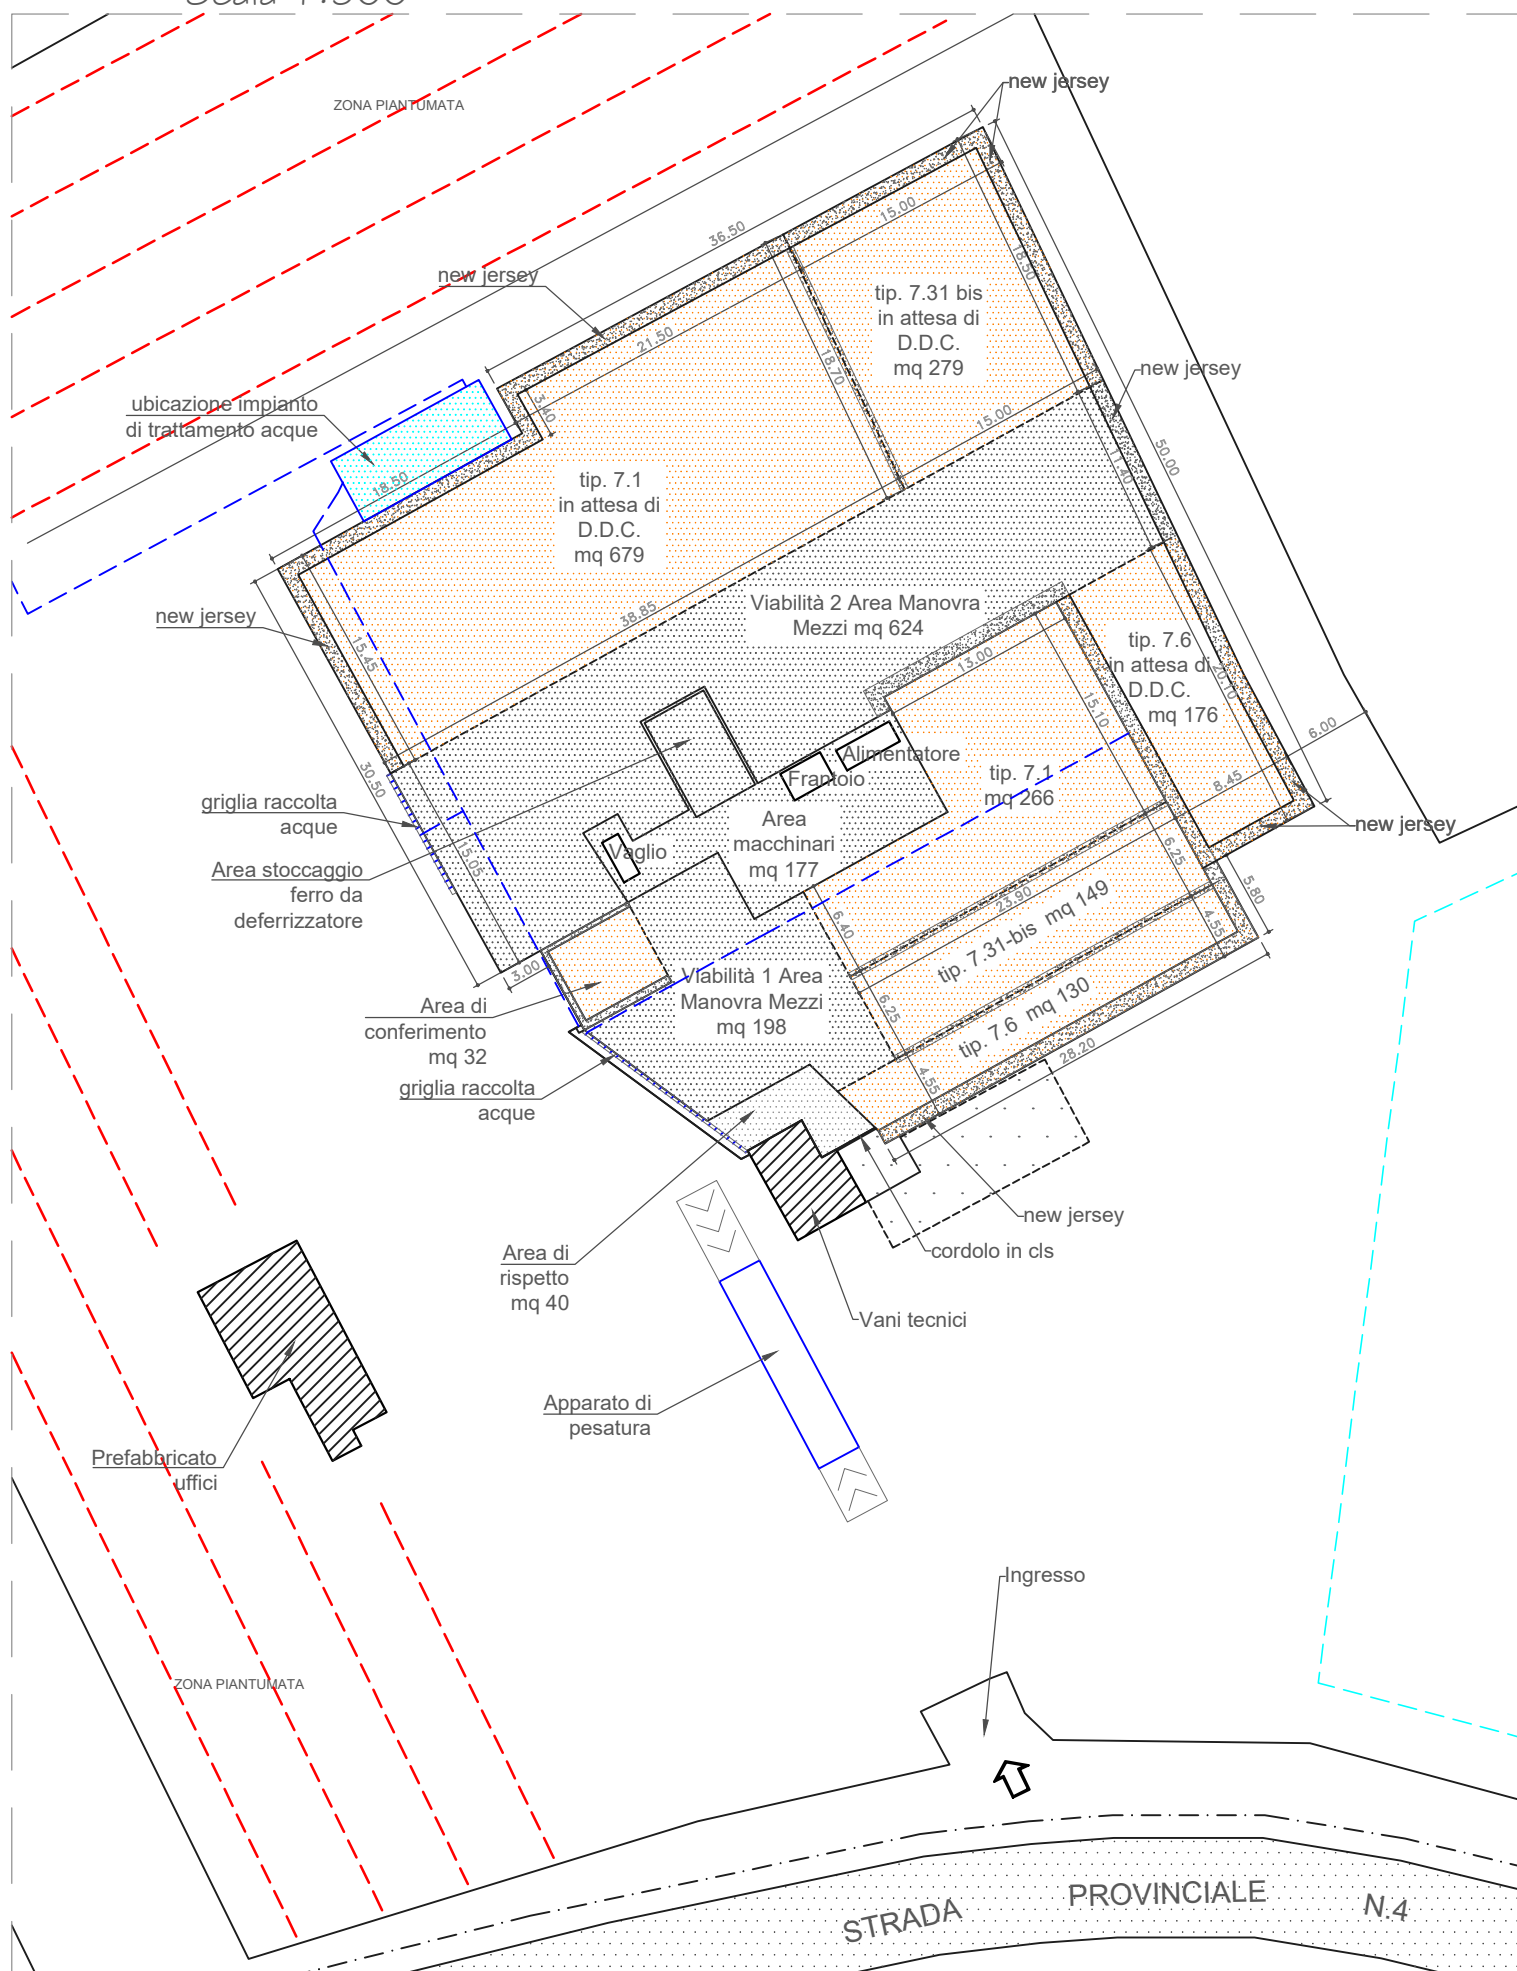 Scala 1:500
ZONA PIANTUMATA
new jersey
36.50
15.00
new jersey
21.50
18.50
tip. 7.31 bis
in attesa di
D.D.C.
mq 279
18.70
new jersey
ubicazione impianto
di trattamento acque
3.40
15.00
18.50
tip. 7.1
in attesa di
D.D.C.
mq 679
11.40
50.00
new jersey
38.85
Viabilità 2 Area Manovra
Mezzi mq 624
15.45
13.00
tip. 7.6
in attesa di
D.D.C.
mq 176
15.10
6.00
30.50
Alimentatore
Frantoio
tip. 7.1
mq 266
8.45
griglia raccolta
acque
Area
macchinari
mq 177
new jersey
Vaglio
15.05
6.25
Area stoccaggio
ferro da
deferrizzatore
23.90
5.80
6.40
tip. 7.31-bis mq 149
4.55
3.00
Viabilità 1 Area
Manovra Mezzi
mq 198
Area di
conferimento
mq 32
6.25
tip. 7.6 mq 130
28.20
4.55
griglia raccolta
acque
new jersey
cordolo in cls
Area di
rispetto
mq 40
Vani tecnici
Apparato di
pesatura
Prefabbricato
uffici
Ingresso
ZONA PIANTUMATA
STRADA PROVINCIALE N.4